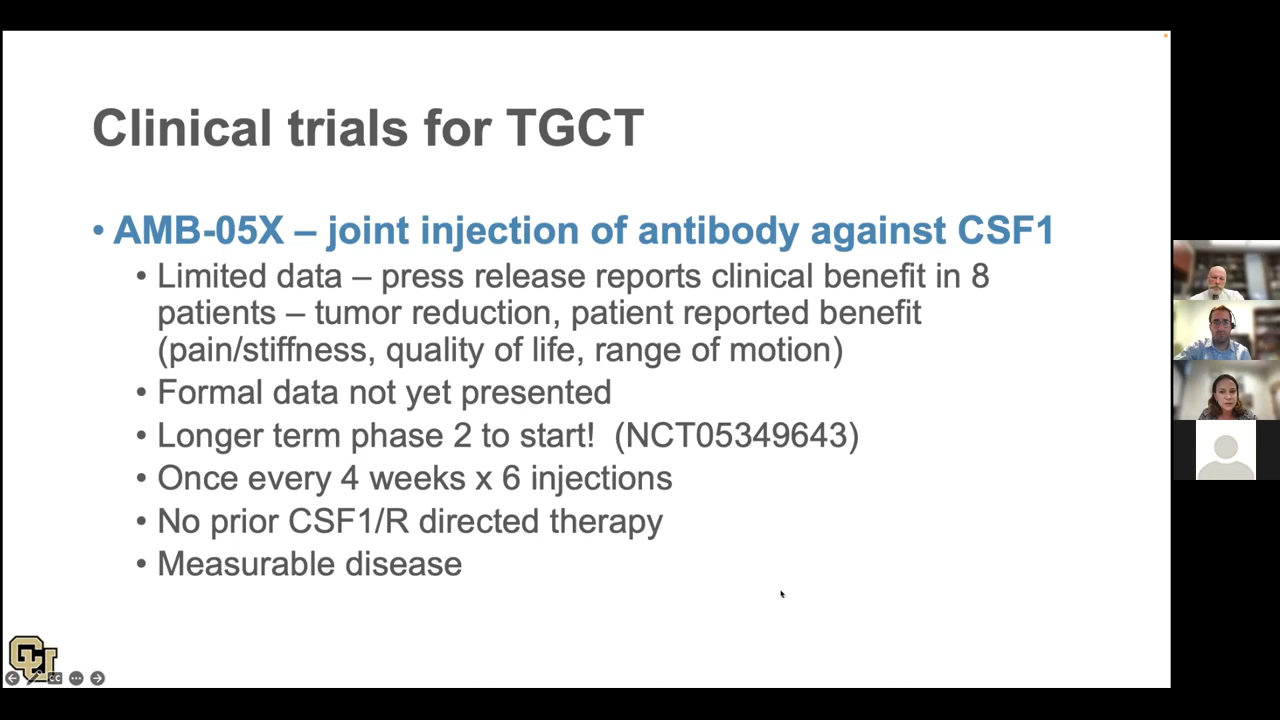 Clinical trials for TGCT
• AMB-05X – joint injection of antibody against CSF1
• Limited data – press release reports clinical benefit in 8
patients – tumor reduction, patient reported benefit
(pain/stiffness, quality of life, range of motion)
• Formal data not yet presented
• Longer term phase 2 to start!  (NCT05349643)
• Once every 4 weeks x 6 injections
• No prior CSF1/R directed therapy
• Measurable disease
CU
CC